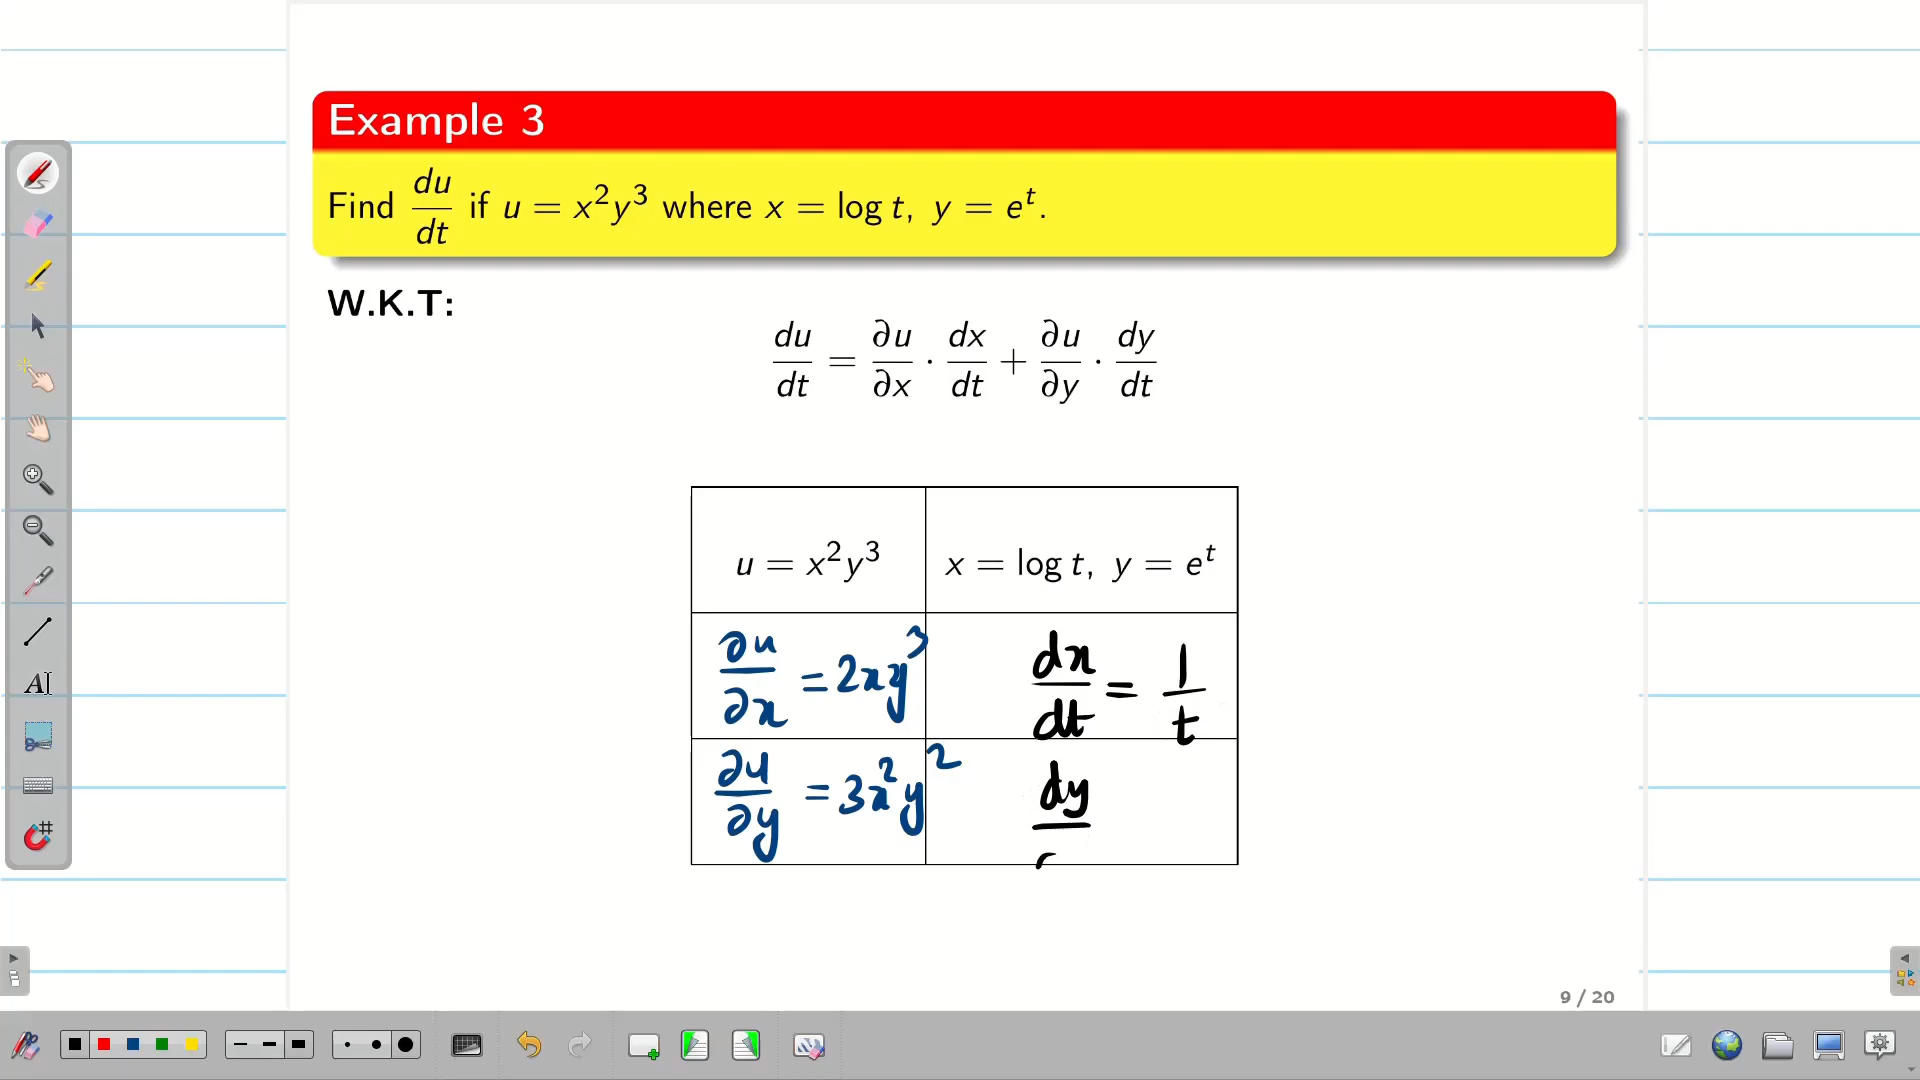 Example 3
Find du/dt if u = x²y³ where x = log t, y = eᵗ.
W.K.T:
du/dt = ∂u/∂x · dx/dt + ∂u/∂y · dy/dt
u = x²y³
x = log t, y = eᵗ
∂u/∂x = 2xy³
dx/dt = 1/t
∂u/∂y = 3x²y²
dy
9 / 20